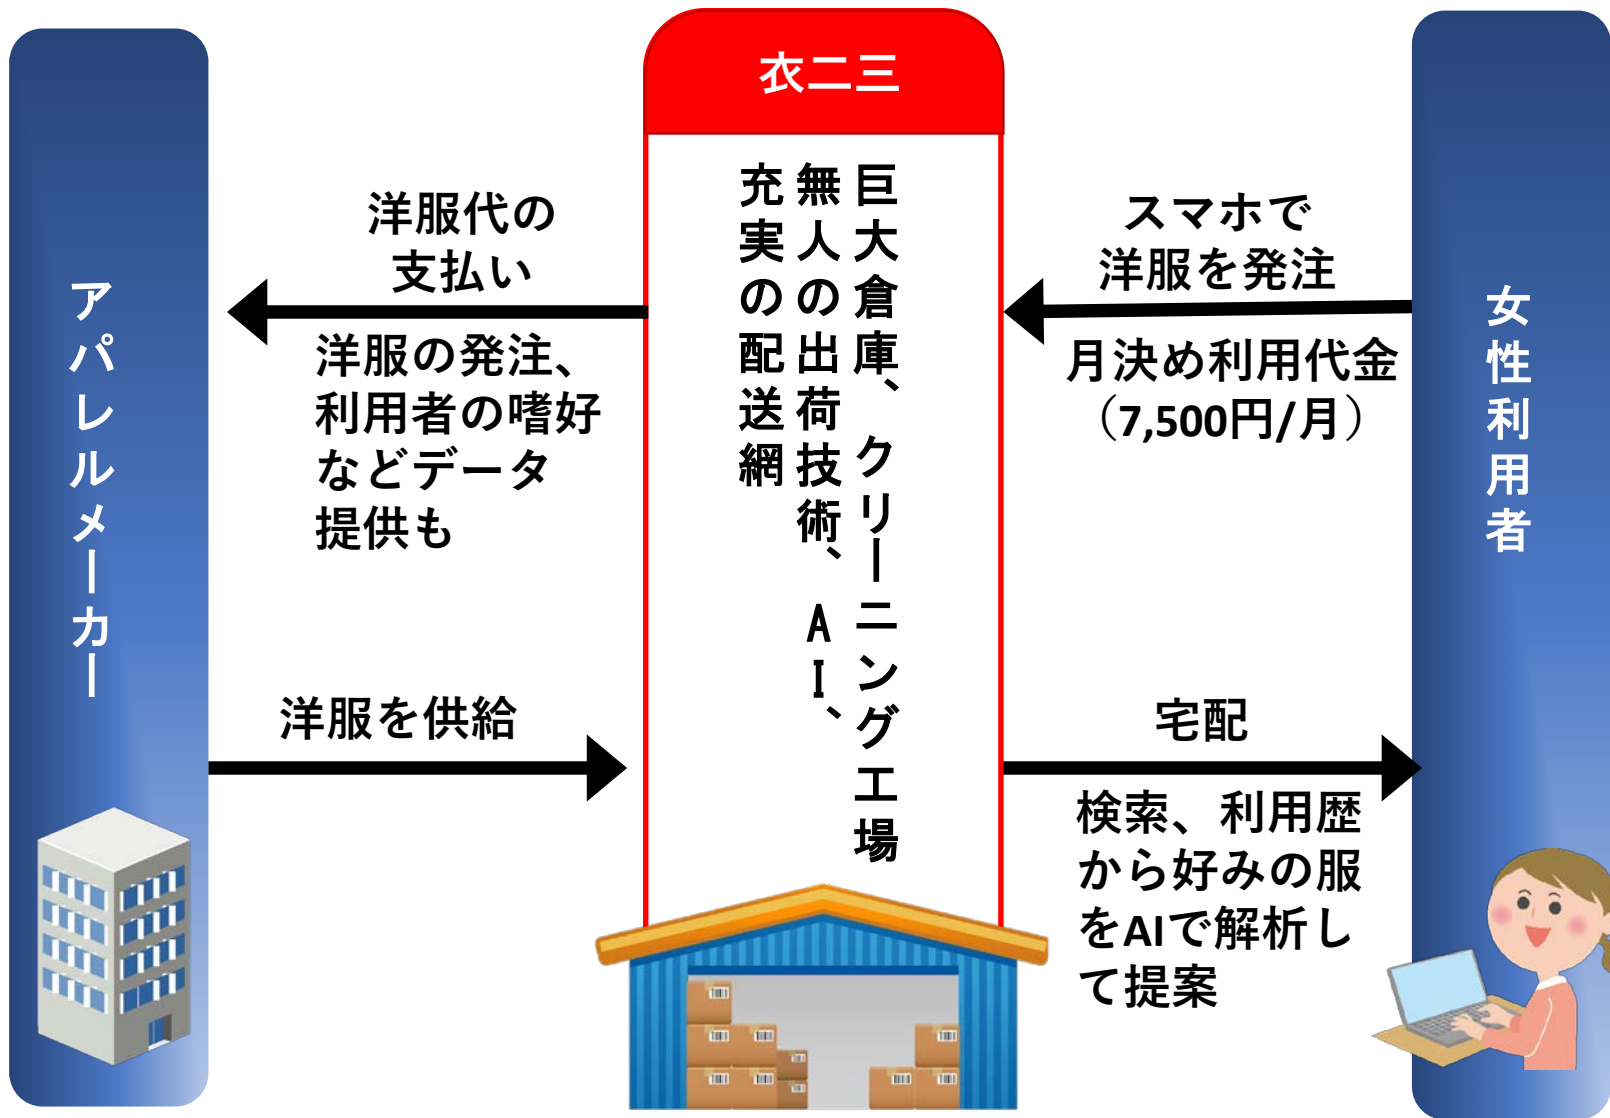 衣二三
アパレルメーカー
洋服代の
支払い
洋服の発注、
利用者の嗜好
などデータ
提供も
洋服を供給
巨大倉庫、クリーニング工場
無人の出荷技術、AI、
充実の配送網
スマホで
洋服を発注
月決め利用代金
（7,500円/月）
宅配
検索、利用歴
から好みの服
をAIで解析し
て提案
女性利用者